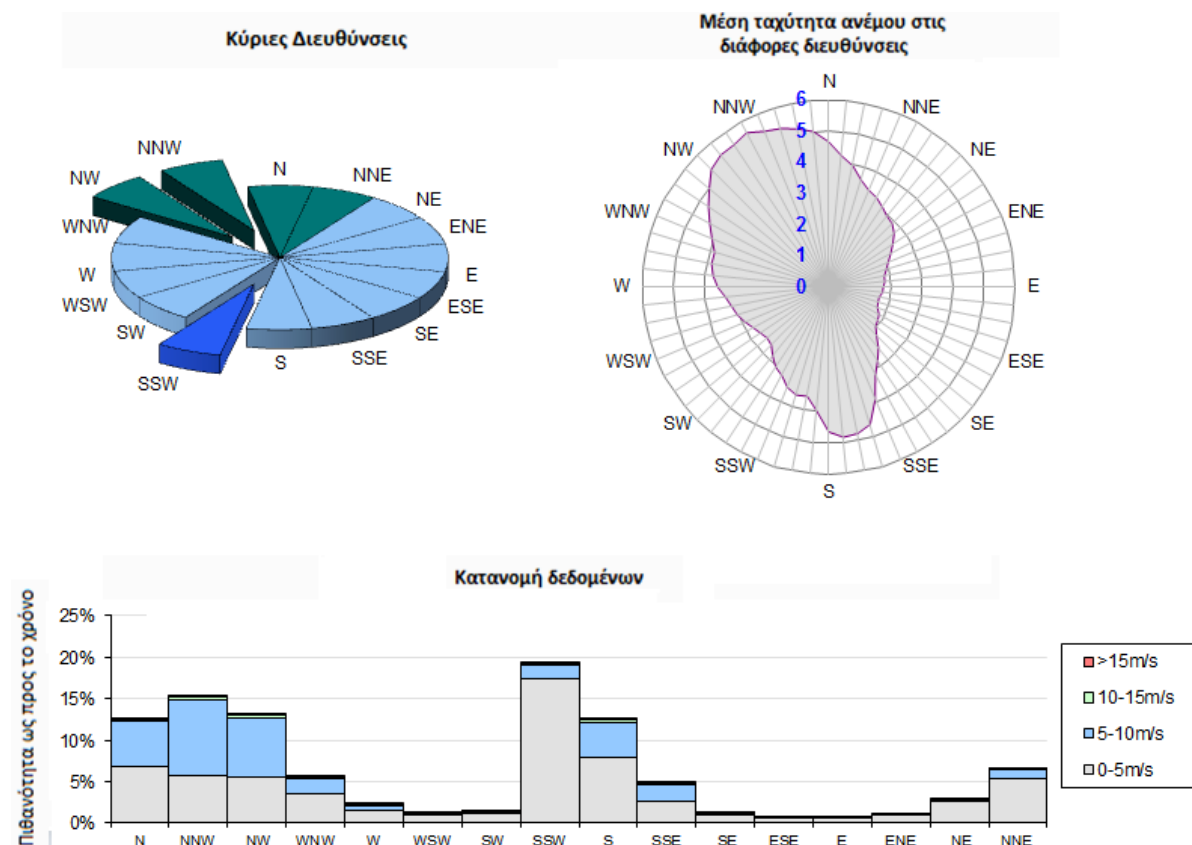 Κύριες Διευθύνσεις
NNW
N
NNE
NW
NE
WNW
ENE
W
E
WSW
ESE
SW
SE
SSW
S
SSE
Μέση ταχύτητα ανέμου στις
διάφορες διευθύνσεις
N
NNW
NNE
NW
NE
WNW
ENE
W
E
WSW
ESE
SW
SE
SSW
SSE
S
6
5
4
3
2
1
0
Κατανομή δεδομένων
Πιθανότητα ως προς το χρόνο
25%
20%
15%
10%
5%
0%
N NNW NW WNW W WSW SW SSW S SSE SE ESE E ENE NE NNE
>15m/s
10-15m/s
5-10m/s
0-5m/s